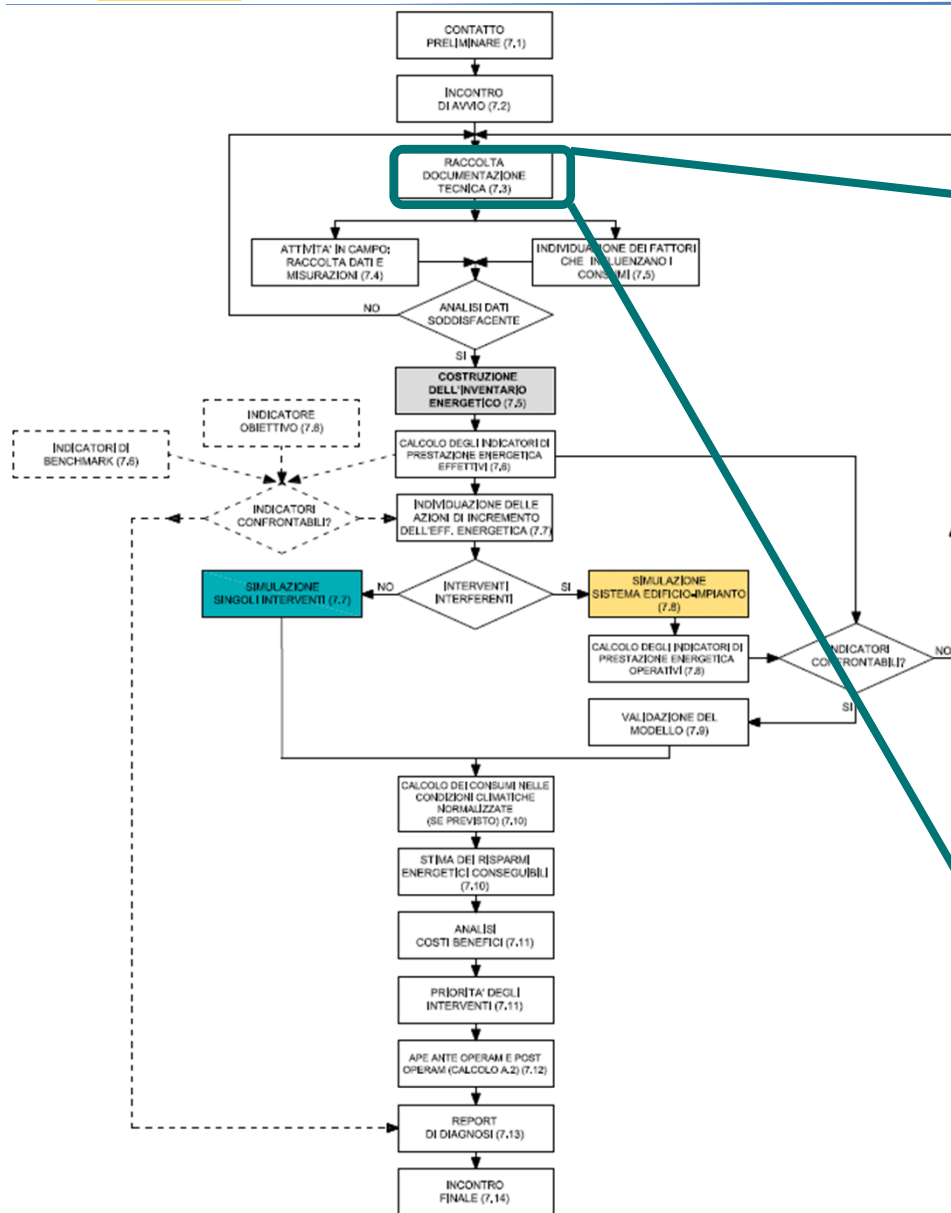 CONTATTO
PRELIMINARE (7.1)
INCONTRO
DI AVVIO (7.2)
RACCOLTA
DOCUMENTAZIONE
TECNICA (7.3)
ATTIVITA' IN CAMPO:
RACCOLTA DATI E
MISURAZIONI (7.4)
INDIVIDUAZIONE DEI FATTORI
CHE INFLUENZANO I
CONSUMI (7.5)
NO
ANALISI DATI
SODDISFACENTE
SI
COSTRUZIONE
DELL'INVENTARIO
ENERGETICO (7.5)
INDICATORE
OBIETTIVO (7.6)
INDICATORI DI
BENCHMARK (7.6)
CALCOLO DEGLI INDICATORI DI
PRESTAZIONE ENERGETICA
EFFETTIVI (7.6)
INDICATORI
CONFRONTABILI?
INDIVIDUAZIONE DELLE
AZIONI DI INCREMENTO
DELL'EFF. ENERGETICA (7.7)
SIMULAZIONE
SINGOLI INTERVENTI (7.7)
NO
INTERVENTI
INTERFERENTI
SI
SIMULAZIONE
SISTEMA EDIFICIO-IMPIANTO
(7.8)
CALCOLO DEGLI INDICATORI DI
PRESTAZIONE ENERGETICA
OPERATIVI (7.8)
INDICATORI
CONFRONTABILI?
NO
SI
VALIDAZIONE DEL
MODELLO (7.9)
CALCOLO DEI CONSUMI NELLE
CONDIZIONI CLIMATICHE
NORMALIZZATE
(SE PREVISTO) (7.10)
STIMA DEI RISPARMI
ENERGETICI CONSEGUIBILI
(7.10)
ANALISI
COSTI BENEFICI (7.11)
PRIORITA' DEGLI
INTERVENTI (7.11)
APE ANTE OPERAM E POST
OPERAM (CALCOLO A.2) (7.12)
REPORT
DI DIAGNOSI (7.13)
INCONTRO
FINALE (7.14)